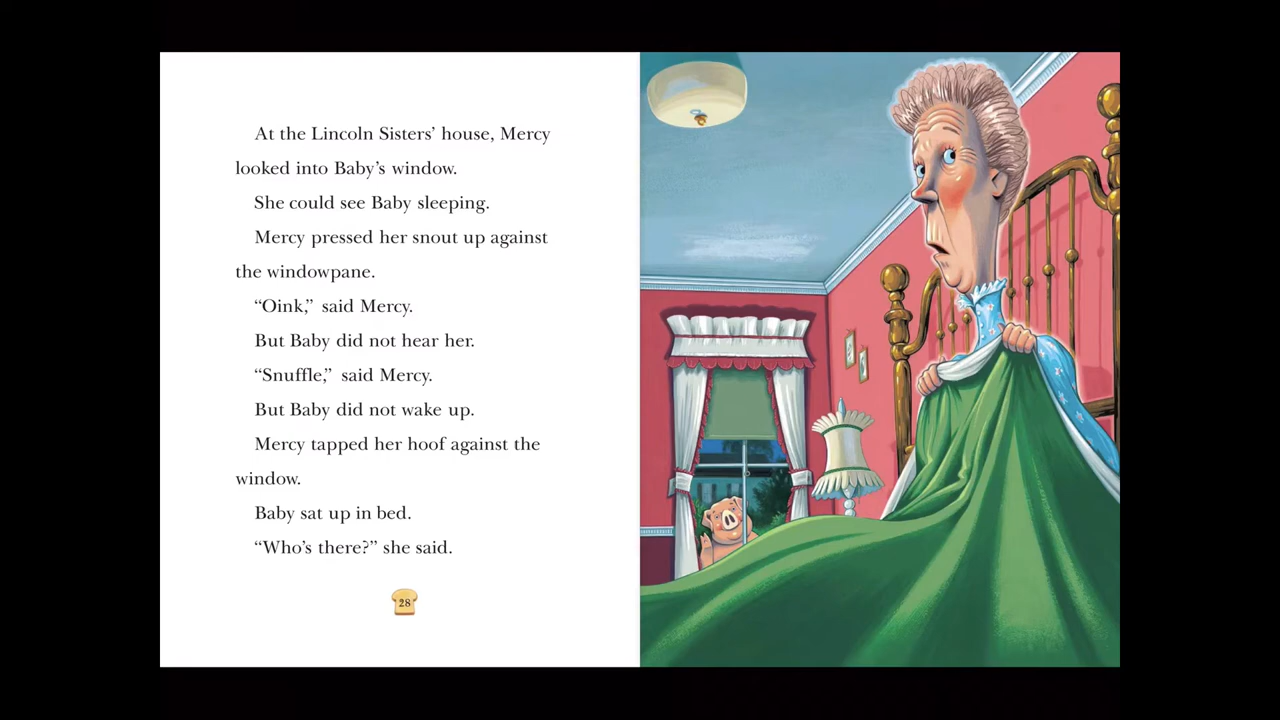 At the Lincoln Sisters’ house, Mercy
looked into Baby’s window.
She could see Baby sleeping.
Mercy pressed her snout up against
the windowpane.
“Oink,” said Mercy.
But Baby did not hear her.
“Snuffle,” said Mercy.
But Baby did not wake up.
Mercy tapped her hoof against the
window.
Baby sat up in bed.
“Who’s there?” she said.
28